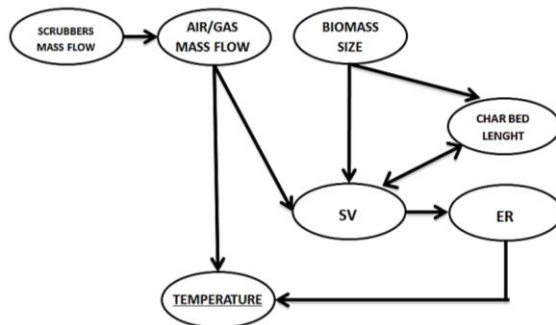 SCRUBBERS
MASS FLOW
AIR/GAS
MASS FLOW
BIOMASS
SIZE
CHAR BED
LENGHT
SV
ER
TEMPERATURE